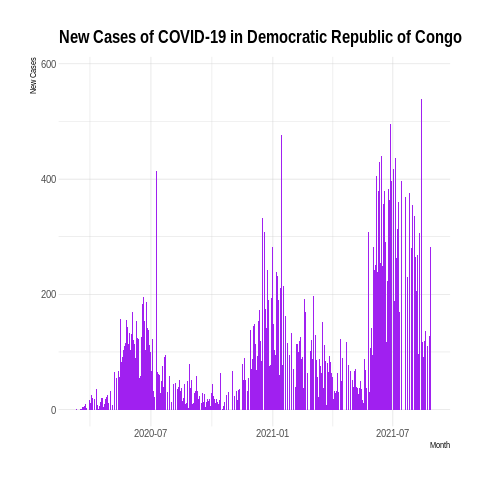 New Cases of COVID-19 in Democratic Republic of Congo
New Cases
600
400
200
0
2020-07
2021-01
2021-07
Month